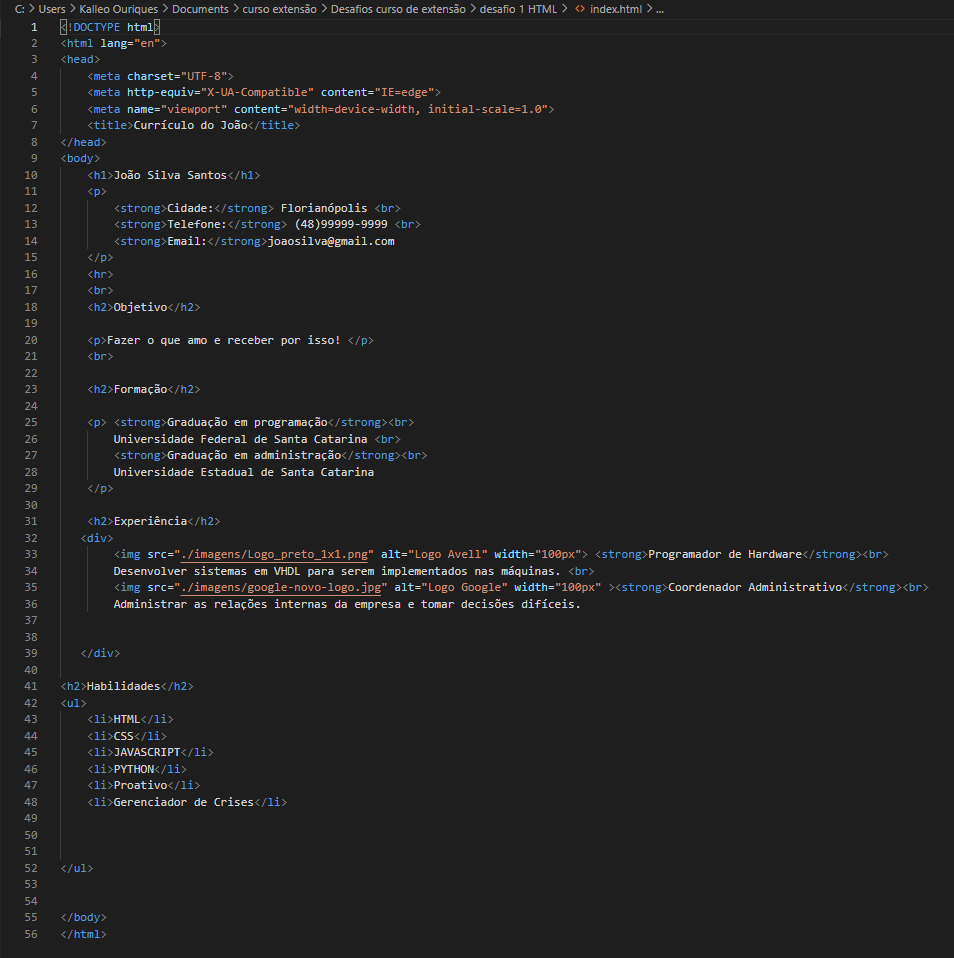 C: > Users > Kalleo Ouriques > Documents > curso extensão > Desafios curso de extensão > desafio 1 HTML > <> index.html > ...
1 <!DOCTYPE html>
2 <html lang="en">
3 <head>
4     <meta charset="UTF-8">
5     <meta http-equiv="X-UA-Compatible" content="IE=edge">
6     <meta name="viewport" content="width=device-width, initial-scale=1.0">
7     <title>Currículo do João</title>
8 </head>
9 <body>
10     <h1>João Silva Santos</h1>
11     <p>
12         <strong>Cidade:</strong> Florianópolis <br>
13         <strong>Telefone:</strong> (48)99999-9999 <br>
14         <strong>Email:</strong>joaosilva@gmail.com
15     </p>
16     <hr>
17     <br>
18     <h2>Objetivo</h2>
19
20     <p>Fazer o que amo e receber por isso! </p>
21     <br>
22
23     <h2>Formação</h2>
24
25     <p> <strong>Graduação em programação</strong><br>
26         Universidade Federal de Santa Catarina <br>
27         <strong>Graduação em administração</strong><br>
28         Universidade Estadual de Santa Catarina
29     </p>
30
31     <h2>Experiência</h2>
32    <div>
33         <img src="./imagens/Logo_preto_1x1.png" alt="Logo Avell" width="100px"> <strong>Programador de Hardware</strong><br>
34         Desenvolver sistemas em VHDL para serem implementados nas máquinas. <br>
35         <img src="./imagens/google-novo-logo.jpg" alt="Logo Google" width="100px" ><strong>Coordenador Administrativo</strong><br>
36         Administrar as relações internas da empresa e tomar decisões difíceis.
37
38
39    </div>
40
41 <h2>Habilidades</h2>
42 <ul>
43     <li>HTML</li>
44     <li>CSS</li>
45     <li>JAVASCRIPT</li>
46     <li>PYTHON</li>
47     <li>Proativo</li>
48     <li>Gerenciador de Crises</li>
49
50
51
52 </ul>
53
54
55 </body>
56 </html>